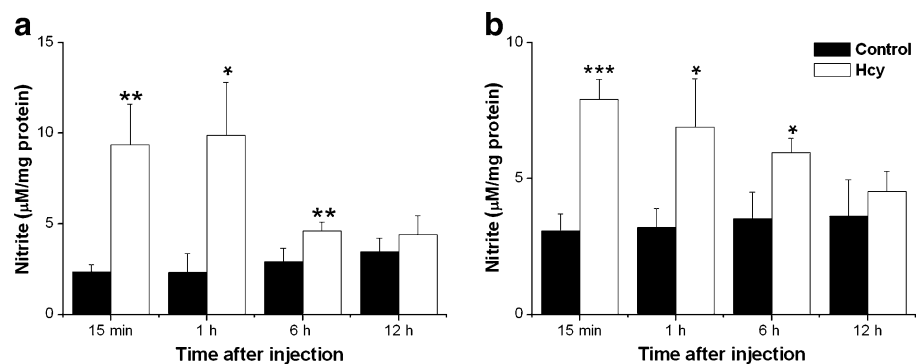 a
15
10
5
0
Nitrite (μM/mg protein)
**
*
**
15 min 1 h 6 h 12 h
Time after injection
b
Control
Hcy
10
5
0
Nitrite (μM/mg protein)
***
*
*
15 min 1 h 6 h 12 h
Time after injection